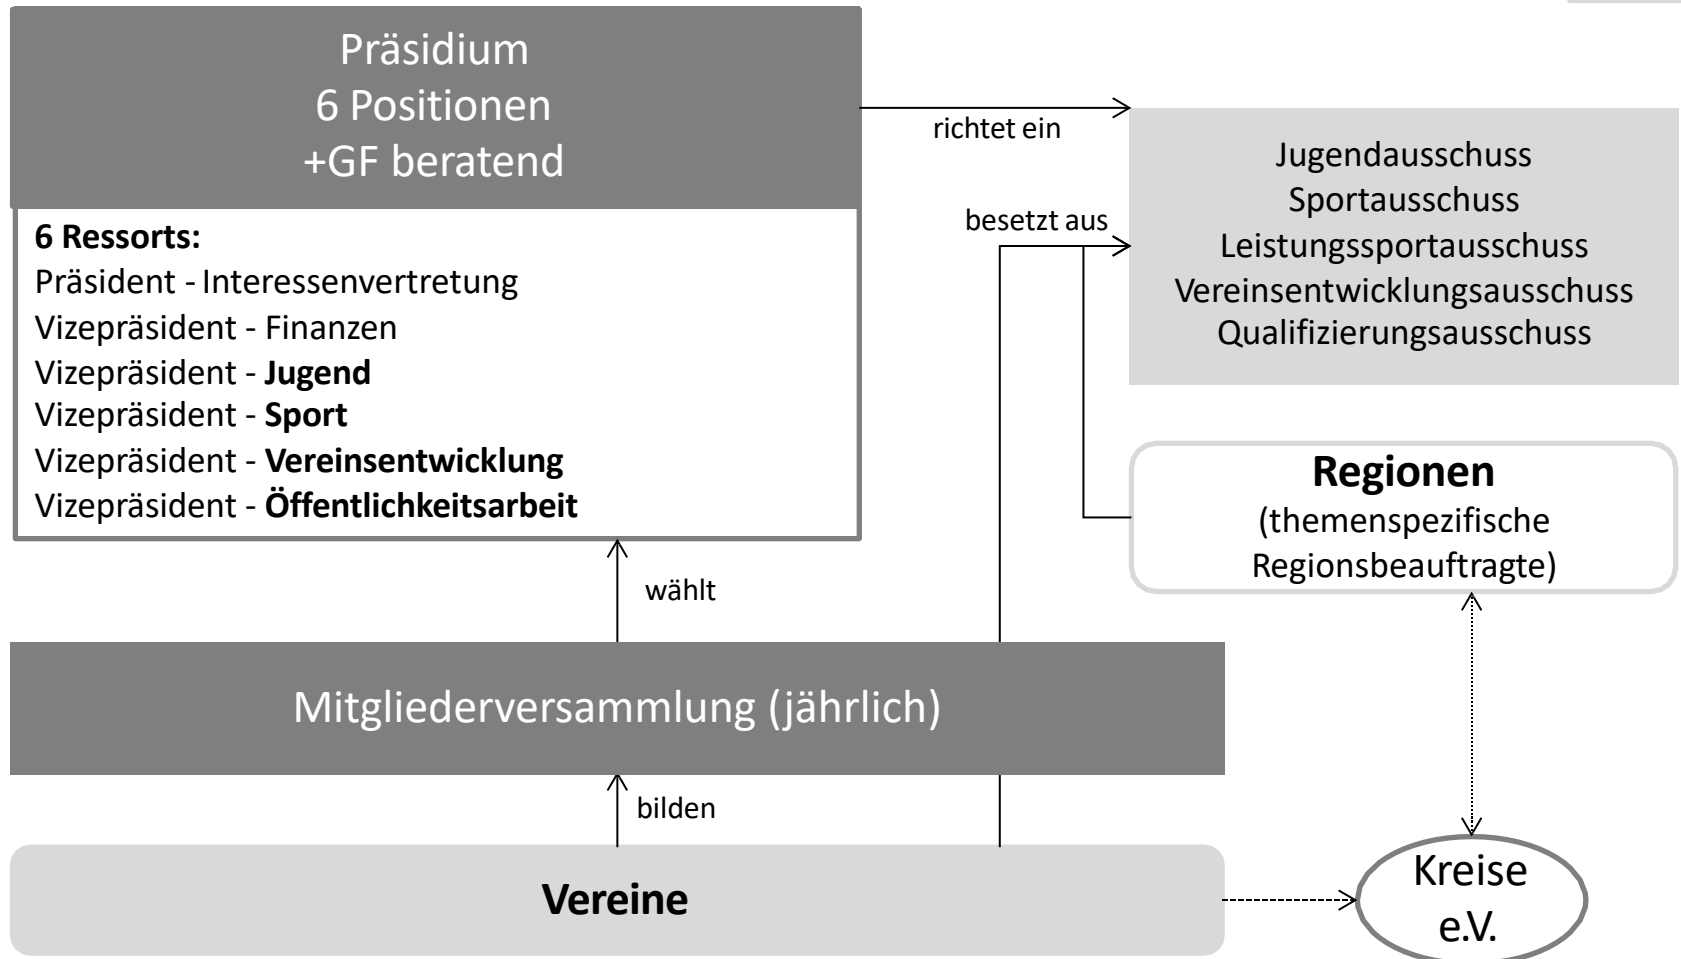 Präsidium
6 Positionen
+GF beratend
6 Ressorts:
Präsident - Interessenvertretung
Vizepräsident - Finanzen
Vizepräsident - Jugend
Vizepräsident - Sport
Vizepräsident - Vereinsentwicklung
Vizepräsident - Öffentlichkeitsarbeit
richtet ein
besetzt aus
Jugendausschuss
Sportausschuss
Leistungssportausschuss
Vereinsentwicklungsausschuss
Qualifizierungsausschuss
Regionen
(themenspezifische
Regionsbeauftragte)
wählt
Mitgliederversammlung (jährlich)
bilden
Vereine
Kreise
e.V.